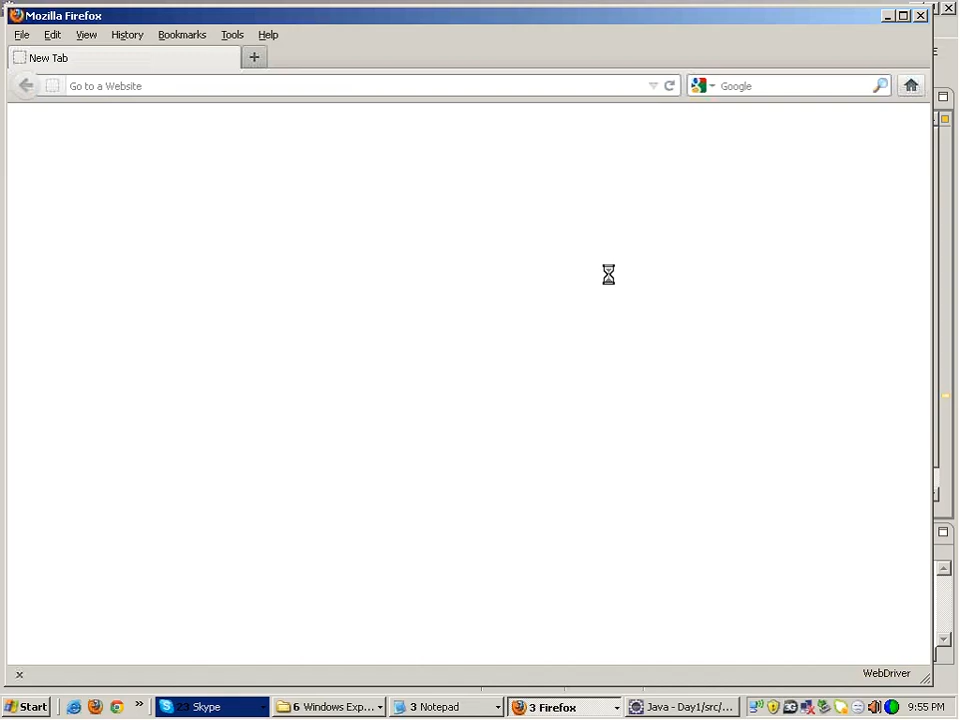 Mozilla Firefox
File Edit View History Bookmarks Tools Help
New Tab
Go to a Website
Google
WebDriver
Start
23 Skype
6 Windows Exp...
3 Notepad
3 Firefox
Java - Day1/src/...
9:55 PM